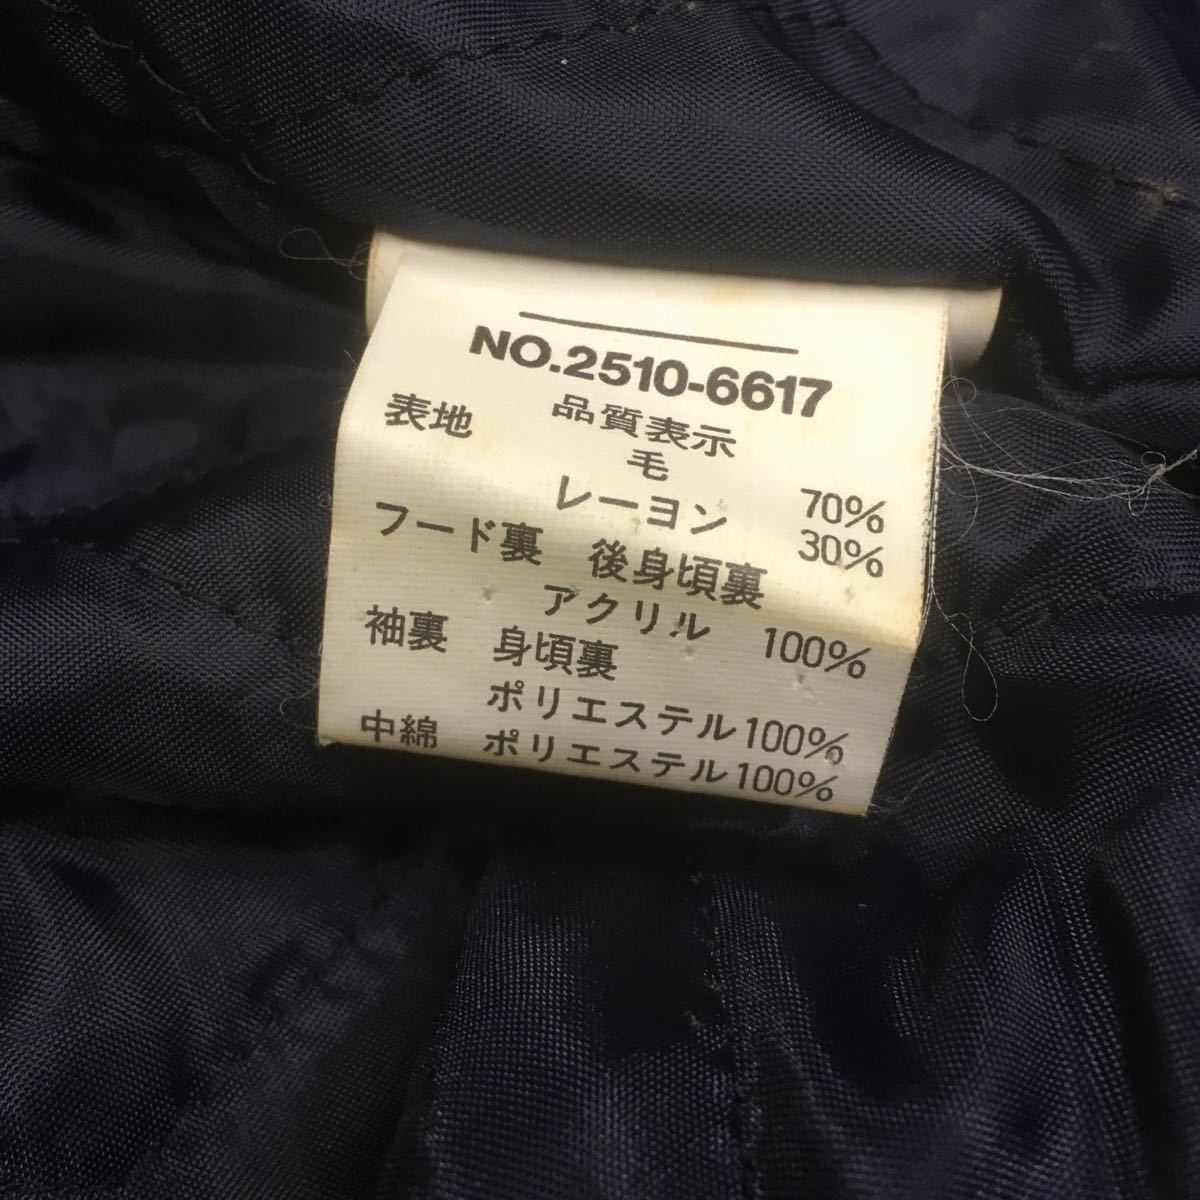 NO.2510-6617
品質表示
表地
毛 70%
レーヨン 30%
フード裏 後身頃裏
アクリル 100%
袖裏 身頃裏
ポリエステル100%
中綿 ポリエステル100%